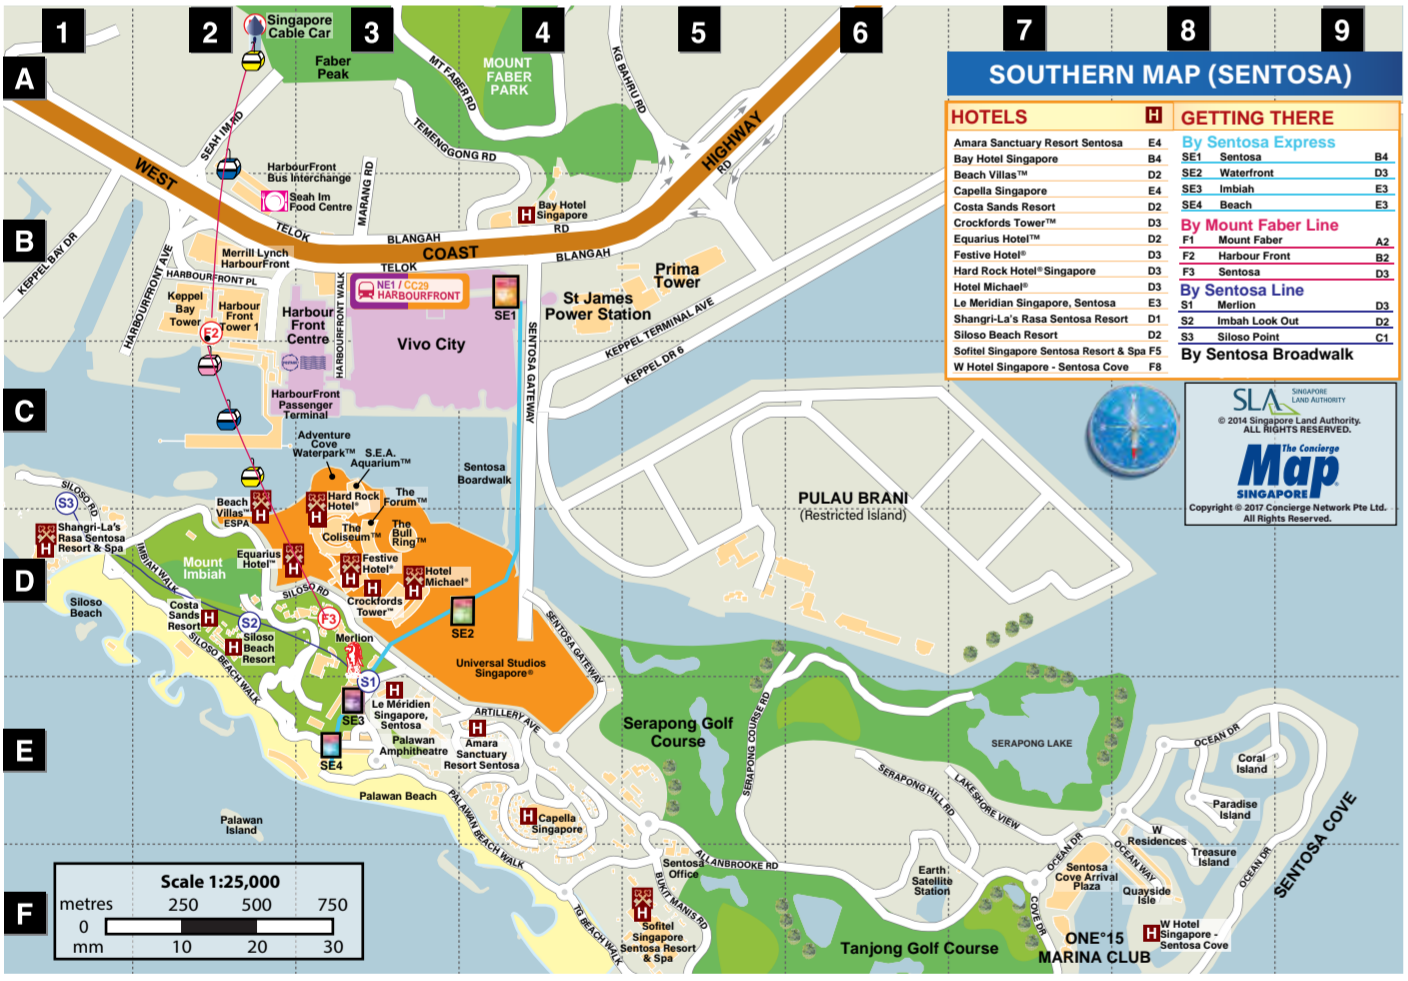 1
2
3
4
5
6
7
8
9
A
B
C
D
E
F
Singapore
Cable Car
Faber
Peak
MT FABER RD
MOUNT
FABER
PARK
KG BAHRU RD
SEAH IM RD
TEMENGGONG RD
HIGHWAY
RD
WEST
HarbourFront
Bus Interchange
Seah Im
Food Centre
MARANG RD
Bay Hotel
Singapore
H
TELOK
BLANGAH
RD
COAST
BLANGAH
TELOK
KEPPEL BAY DR
HARBOURFRONT AVE
Merrill Lynch
HarbourFront
HARBOURFRONT PL
Keppel
Bay
Tower
Harbour
Front
Tower 1
F2
Harbour
Front
Centre
HARBOURFRONT WALK
NE1 / CC29
HARBOURFRONT
SE1
Vivo City
SENTOSA GATEWAY
St James
Power Station
Prima
Tower
KEPPEL TERMINAL AVE
KEPPEL DR 6
HarbourFront
Passenger
Terminal
Adventure
Cove
Waterpark™
S.E.A.
Aquarium™
Sentosa
Boardwalk
SILOSO RD
S3
Shangri-La's
Rasa Sentosa
Resort & Spa
H
Beach
Villas™
ESPA
H
Hard Rock
Hotel®
H
The
Forum™
The
Coliseum™
The
Bull
Ring™
Equarius
Hotel™
H
Festive
Hotel®
H
Hotel
Michael®
H
Crockfords
Tower™
H
Mount
Imbiah
IMBIAH WALK
SILOSO RD
Siloso
Beach
Costa
Sands
Resort
H
S2
Siloso
Beach
Resort
H
SILOSO BEACH WALK
F3
Merlion
S1
SE2
SE3
SE4
Universal Studios
Singapore®
SENTOSA GATEWAY
PULAU BRANI
(Restricted Island)
H
Le Méridien
Singapore,
Sentosa
Palawan
Amphitheatre
ARTILLERY AVE
H
Amara
Sanctuary
Resort Sentosa
Palawan Beach
Palawan
Island
PALAWAN BEACH WALK
H
Capella
Singapore
Serapong Golf
Course
SERAPONG COURSE RD
SERAPONG LAKE
SERAPONG HILL RD
LAKESHORE VIEW
OCEAN DR
Coral
Island
Paradise
Island
W
Residences
Treasure
Island
OCEAN DR
OCEAN WAY
OCEAN DR
SENTOSA COVE
Sentosa
Office
ALLANBROOKE RD
BUKIT MANIS RD
H
Sofitel
Singapore
Sentosa Resort
& Spa
TG BEACH WALK
Earth
Satellite
Station
Sentosa
Cove Arrival
Plaza
Quayside
Isle
COVE DR
Tanjong Golf Course
ONE°15
MARINA CLUB
H
W Hotel
Singapore -
Sentosa Cove
SOUTHERN MAP (SENTOSA)
HOTELS H
Amara Sanctuary Resort Sentosa E4
Bay Hotel Singapore B4
Beach Villas™ D2
Capella Singapore E4
Costa Sands Resort D2
Crockfords Tower™ D3
Equarius Hotel™ D2
Festive Hotel® D3
Hard Rock Hotel® Singapore D3
Hotel Michael® D3
Le Meridian Singapore, Sentosa E3
Shangri-La's Rasa Sentosa Resort D1
Siloso Beach Resort D2
Sofitel Singapore Sentosa Resort & Spa F5
W Hotel Singapore - Sentosa Cove F8
GETTING THERE
By Sentosa Express
SE1 Sentosa B4
SE2 Waterfront D3
SE3 Imbiah E3
SE4 Beach E3
By Mount Faber Line
F1 Mount Faber A2
F2 Harbour Front B2
F3 Sentosa D3
By Sentosa Line
S1 Merlion D3
S2 Imbah Look Out D2
S3 Siloso Point C1
By Sentosa Broadwalk
SLA SINGAPORE
LAND AUTHORITY
© 2014 Singapore Land Authority.
ALL RIGHTS RESERVED.
The Concierge
Map
SINGAPORE
Copyright © 2017 Concierge Network Pte Ltd.
All Rights Reserved.
Scale 1:25,000
metres 250 500 750
0
mm 10 20 30